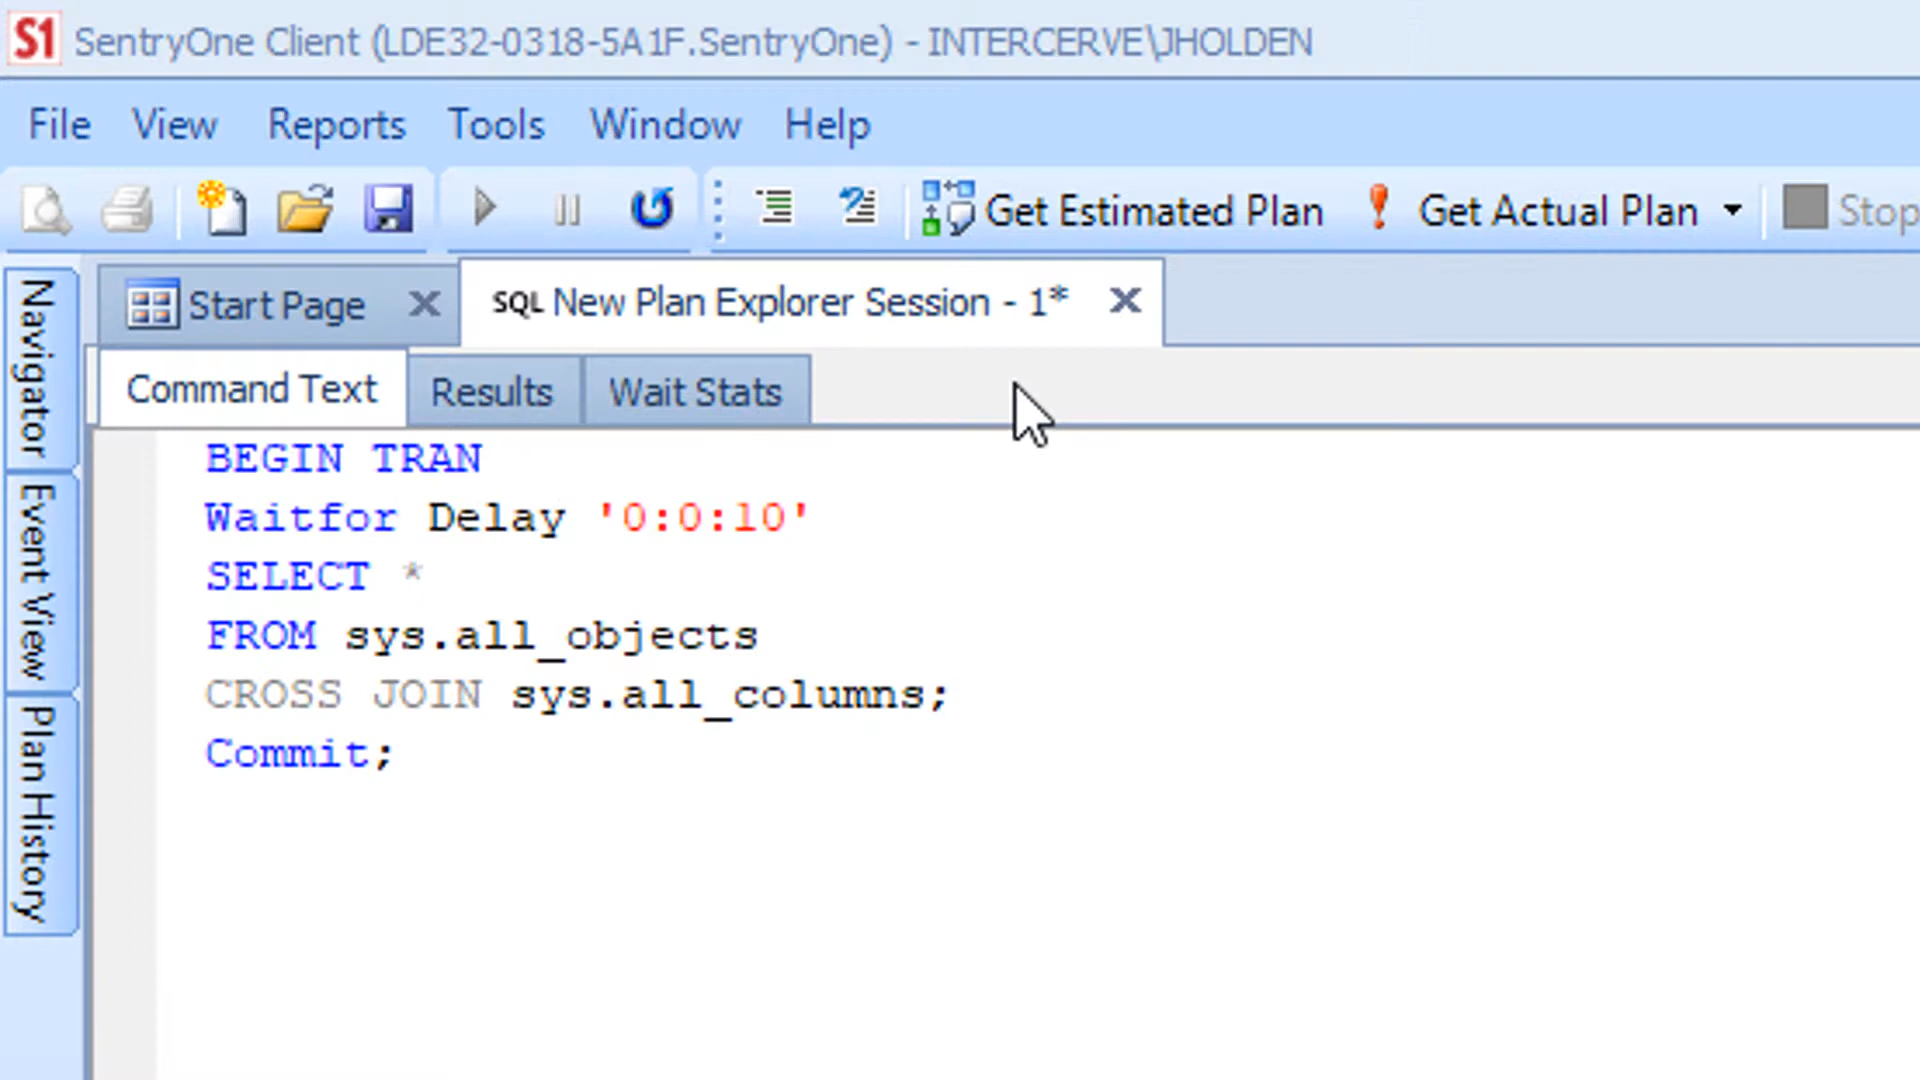 S1 SentryOne Client (LDE32-0318-5A1F.SentryOne) - INTERCERVE\JHOLDEN
File View Reports Tools Window Help
Get Estimated Plan ! Get Actual Plan Stop
Start Page SQL New Plan Explorer Session - 1*
Command Text Results Wait Stats
Navigator
Event View
Plan History
BEGIN TRAN
Waitfor Delay '0:0:10'
SELECT *
FROM sys.all_objects
CROSS JOIN sys.all_columns;
Commit;